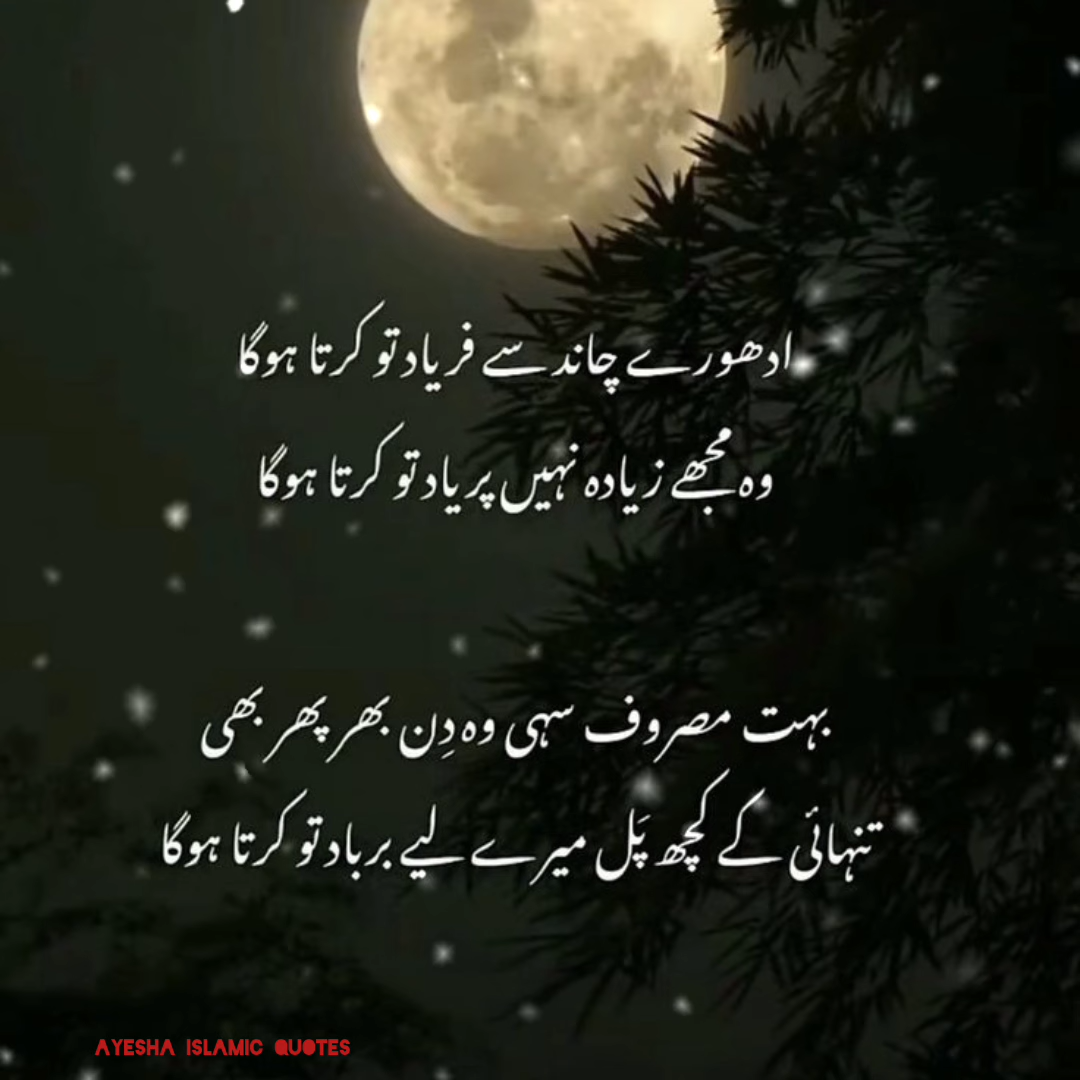 ادھورے چاند سے فریاد تو کرتا ہوگا
وہ مجھے زیادہ نہیں پر یاد تو کرتا ہوگا
بہت مصروف سہی وہ دِن بھر پھر بھی
تنہائی کے کچھ پَل میرے لیے برباد تو کرتا ہوگا
AYESHA ISLAMIC QUOTES